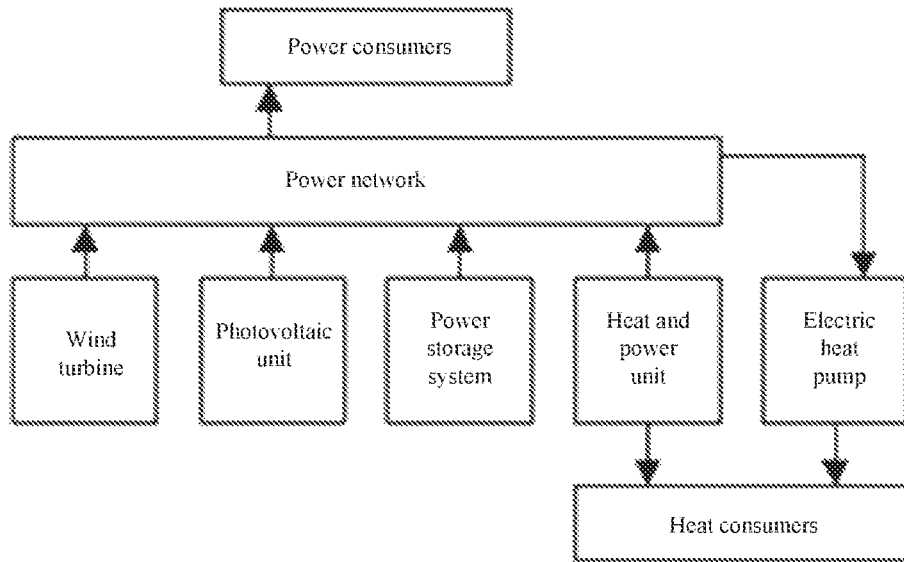 Power consumers
Power network
Wind
turbine
Photovoltaic
unit
Power
storage
system
Heat and
power
unit
Electric
heat
pump
Heat consumers